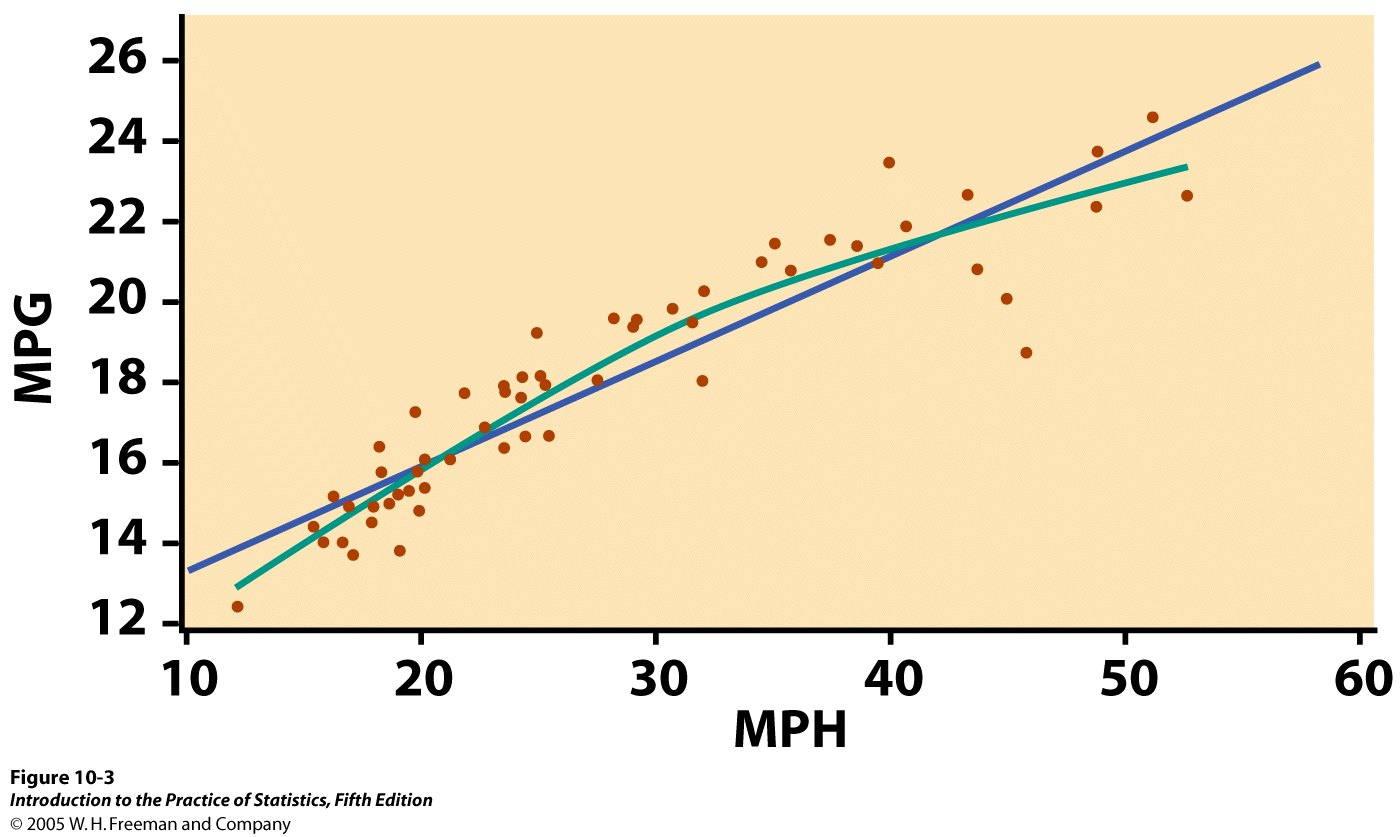 26
24
22
20
18
16
14
12
MPG
10 20 30 40 50 60
MPH
Figure 10-3
Introduction to the Practice of Statistics, Fifth Edition
© 2005 W. H. Freeman and Company